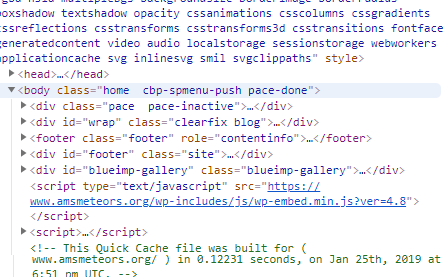 boxshadow textshadow opacity cssanimations csscolumns cssgradients
cssreflections csstransforms csstransforms3d csstransitions fontface
generatedcontent video audio localstorage sessionstorage webworkers
applicationcache svg inlinesvg smil svgclippaths" style>
▶<head>…</head>
▼<body class="home  cbp-spmenu-push pace-done">
▶<div class="pace  pace-inactive">…</div>
▶<div id="wrap" class="clearfix blog">…</div>
▶<footer class="footer" role="contentinfo">…</footer>
▶<div id="footer" class="site">…</div>
▶<div id="blueimp-gallery" class="blueimp-gallery">…</div>
<script type="text/javascript" src="https://
www.amsmeteors.org/wp-includes/js/wp-embed.min.js?ver=4.8">
</script>
▶<script>…</script>
<!-- This Quick Cache file was built for (
www.amsmeteors.org/ ) in 0.12231 seconds, on Jan 25th, 2019 at
6:51 pm UTC. -->